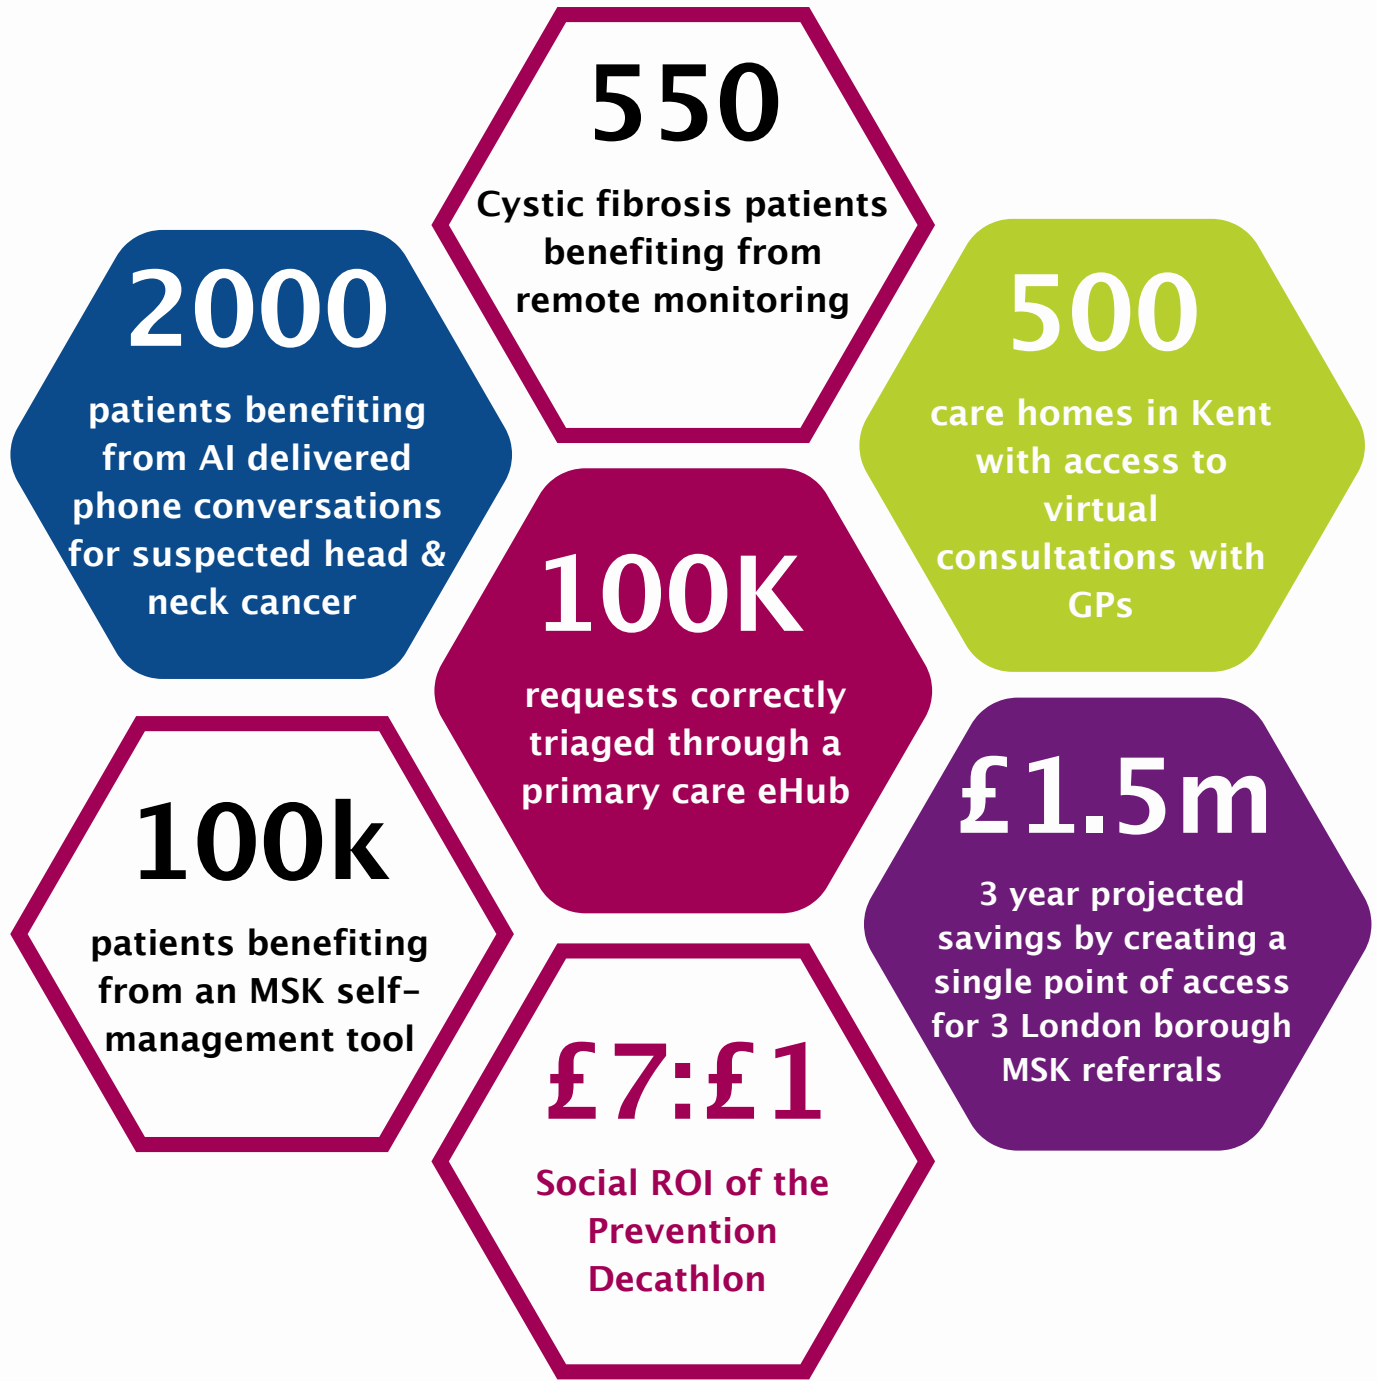 550
Cystic fibrosis patients
benefiting from
remote monitoring
2000
patients benefiting
from AI delivered
phone conversations
for suspected head &
neck cancer
500
care homes in Kent
with access to
virtual
consultations with
GPs
100K
requests correctly
triaged through a
primary care eHub
100k
patients benefiting
from an MSK self-
management tool
£1.5m
3 year projected
savings by creating a
single point of access
for 3 London borough
MSK referrals
£7:£1
Social ROI of the
Prevention
Decathlon